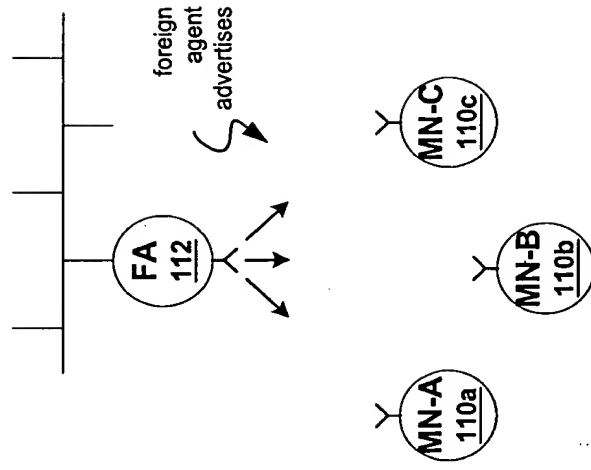 foreign
agent
advertises
FA
112
MN-A
110a
MN-B
110b
MN-C
110c